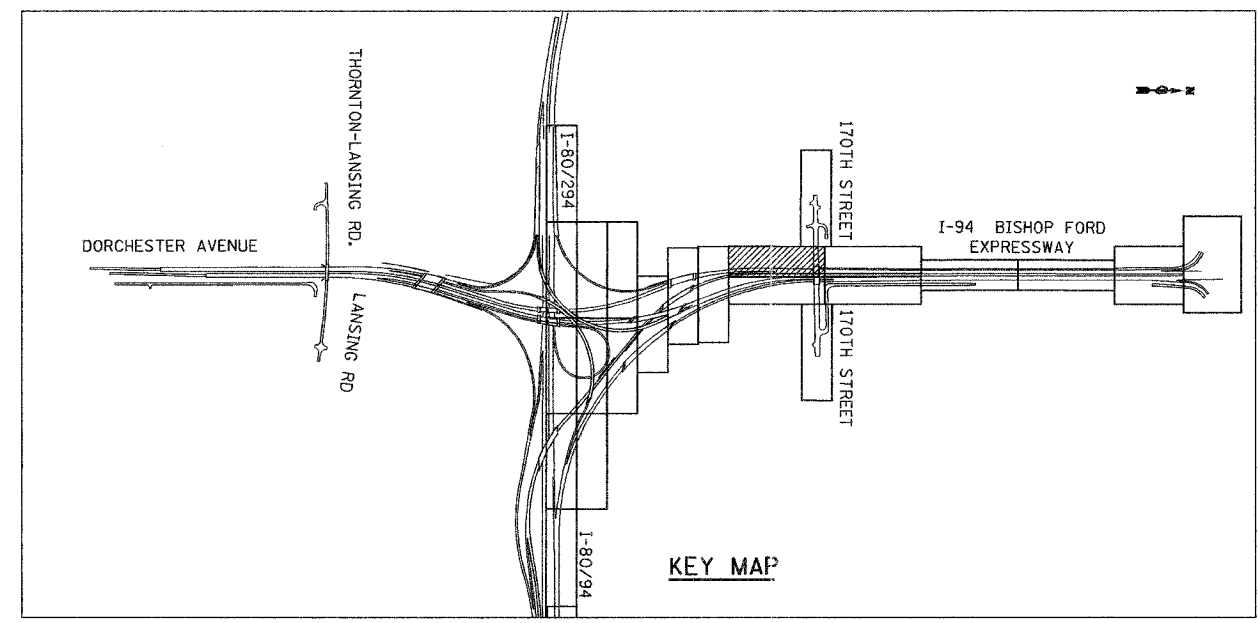 THORNTON-LANSING RD.
LANSING RD
DORCHESTER AVENUE
I-80/294
I-80/94
170TH STREET
170TH STREET
I-94 BISHOP FORD
EXPRESSWAY
N
KEY MAP